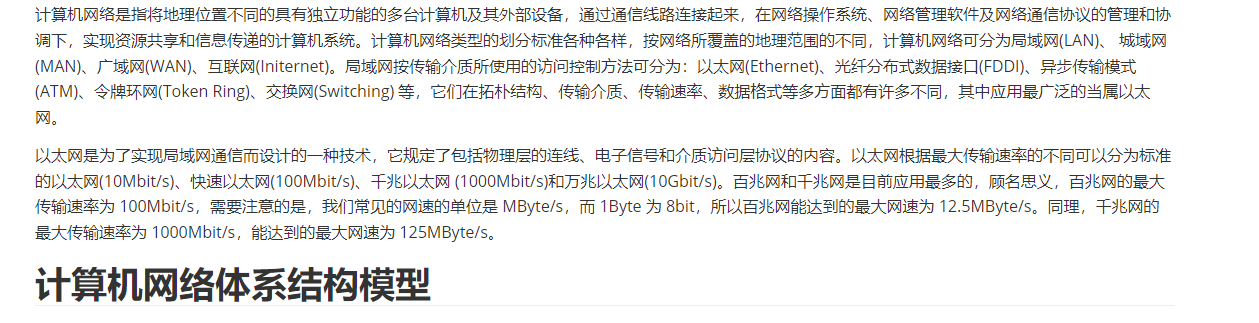 计算机网络是指将地理位置不同的具有独立功能的多台计算机及其外部设备，通过通信线路连接起来，在网络操作系统、网络管理软件及网络通信协议的管理和协
调下，实现资源共享和信息传递的计算机系统。计算机网络类型的划分标准各种各样，按网络所覆盖的地理范围的不同，计算机网络可分为局域网(LAN)、 城域网
(MAN)、广域网(WAN)、互联网(Initernet)。局域网按传输介质所使用的访问控制方法可分为：以太网(Ethernet)、光纤分布式数据接口(FDDI)、异步传输模式
(ATM)、令牌环网(Token Ring)、交换网(Switching) 等，它们在拓朴结构、传输介质、传输速率、数据格式等多方面都有许多不同，其中应用最广泛的当属以太
网。
以太网是为了实现局域网通信而设计的一种技术，它规定了包括物理层的连线、电子信号和介质访问层协议的内容。以太网根据最大传输速率的不同可以分为标准
的以太网(10Mbit/s)、快速以太网(100Mbit/s)、千兆以太网 (1000Mbit/s)和万兆以太网(10Gbit/s)。百兆网和千兆网是目前应用最多的，顾名思义，百兆网的最大
传输速率为 100Mbit/s，需要注意的是，我们常见的网速的单位是 MByte/s，而 1Byte 为 8bit，所以百兆网能达到的最大网速为 12.5MByte/s。同理，千兆网的
最大传输速率为 1000Mbit/s，能达到的最大网速为 125MByte/s。
计算机网络体系结构模型